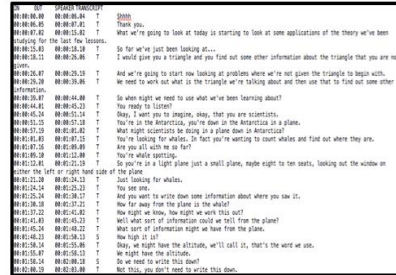 IN OUT SPEAKER TRANSCRIPT
00:00:00.00 00:00:06.04 T Shhhh
00:00:06.05 00:00:07.01 T Thank you.
00:00:07.02 00:00:15.02 T What we're going to look at today is starting to look at some applications of the theory we've been
studying for the last few lessons.
00:00:15.03 00:00:18.10 T So far we've just been looking at...
00:00:18.11 00:00:26.06 T I would give you a triangle and you find out some other information about the triangle that you are not
given.
00:00:26.07 00:00:29.19 T And we're going to start now looking at problems where we're not given the triangle to begin with.
00:00:29.20 00:00:39.06 T We need to work out what is the triangle we're talking about and then use that to find out some other
information.
00:00:39.07 00:00:44.00 T So when might we need to use what we've been learning about?
00:00:44.01 00:00:45.23 T You ready to listen?
00:00:45.24 00:00:51.14 T Okay, I want you to imagine, okay, that you are scientists.
00:00:51.15 00:00:57.18 T You're in the Antarctica, you're down in the Antarctica in a plane.
00:00:57.19 00:01:01.02 T What might scientists be doing in a plane down in Antarctica?
00:01:01.03 00:01:07.15 T You're looking for whales. In fact you're wanting to count whales and find out where they are.
00:01:07.16 00:01:09.09 T Are you all with me so far?
00:01:09.10 00:01:12.00 T You're whale spotting.
00:01:12.01 00:01:21.19 T So you're in a light plane just a small plane, maybe eight to ten seats, looking out the window on
either the left or right hand side of the plane
00:01:21.20 00:01:24.13 T Just looking for whales.
00:01:24.14 00:01:25.23 T You see one.
00:01:25.24 00:01:30.17 T And you want to write down some information about where you saw it.
00:01:30.18 00:01:37.21 T How far away from the plane is the whale?
00:01:37.22 00:01:41.02 T How might we know, how might we work this out?
00:01:41.03 00:01:45.23 T Well what sort of information could we tell from the plane?
00:01:45.24 00:01:48.22 T What sort of information might we have from the plane.
00:01:48.23 00:01:50.13 S How high it is?
00:01:50.14 00:01:55.06 T Okay, we might have the altitude, we'll call it, that's the word we use.
00:01:55.07 00:01:58.13 T We might have the altitude.
00:01:58.14 00:02:00.18 S Do we need to write this down?
00:02:00.19 00:02:03.00 T Not this, you don't need to write this down.